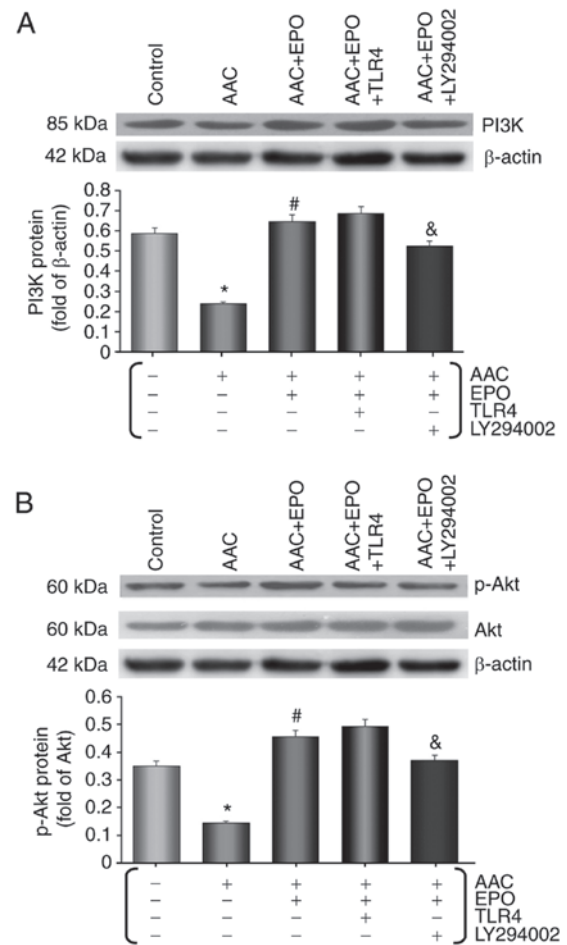 A
Control
AAC
AAC+EPO
AAC+EPO
+TLR4
AAC+EPO
+LY294002
85 kDa
PI3K
42 kDa
β-actin
PI3K protein
(fold of β-actin)
0.8
0.7
0.6
0.5
0.4
0.3
0.2
0.1
0
*
#
&
– + + + + AAC
– – + + + EPO
– – – + – TLR4
– – – – + LY294002
B
Control
AAC
AAC+EPO
AAC+EPO
+TLR4
AAC+EPO
+LY294002
60 kDa
p-Akt
60 kDa
Akt
42 kDa
β-actin
p-Akt protein
(fold of Akt)
0.6
0.5
0.4
0.3
0.2
0.1
0
*
#
&
– + + + + AAC
– – + + + EPO
– – – + – TLR4
– – – – + LY294002